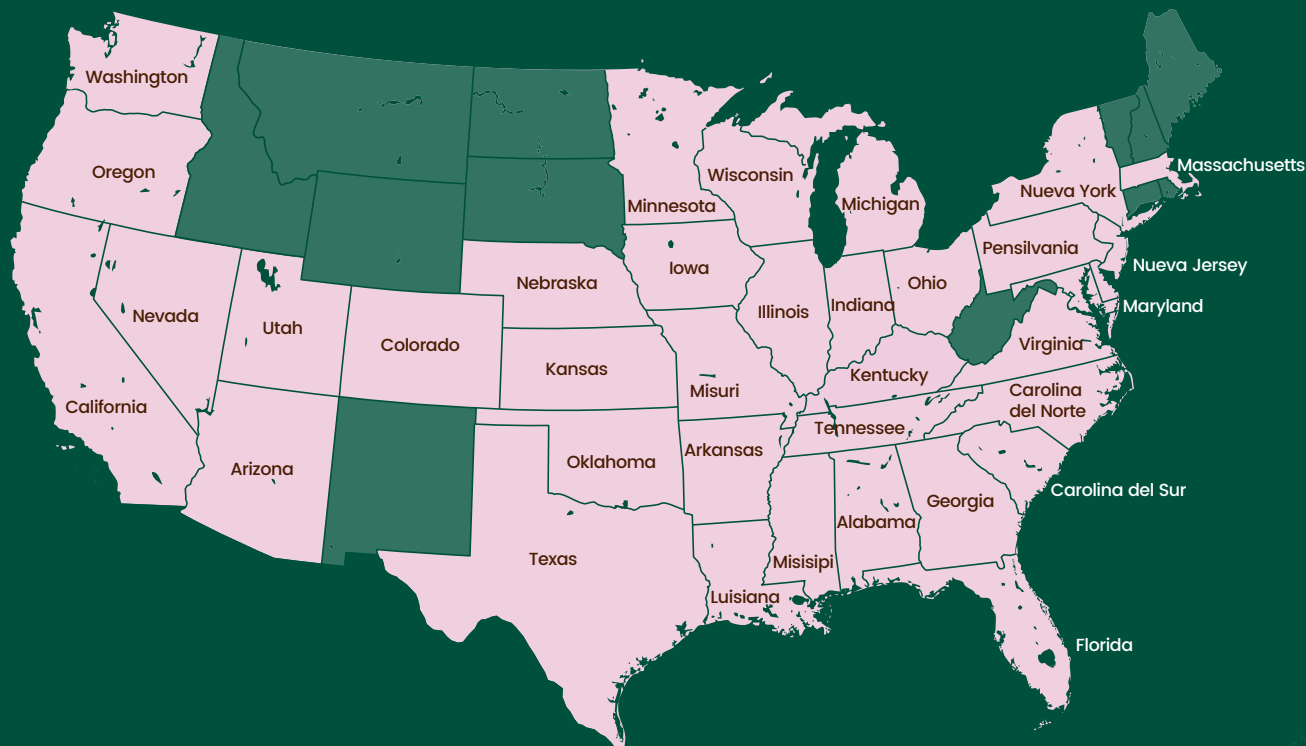 Washington
Oregon
Massachusetts
Wisconsin
Nueva York
Minnesota
Michigan
Pensilvania
Nueva Jersey
Iowa
Nebraska
Ohio
Indiana
Maryland
Illinois
Nevada
Utah
Colorado
Virginia
Kansas
Kentucky
Misuri
Carolina
del Norte
California
Tennessee
Arkansas
Oklahoma
Arizona
Carolina del Sur
Georgia
Alabama
Texas
Misisipi
Luisiana
Florida